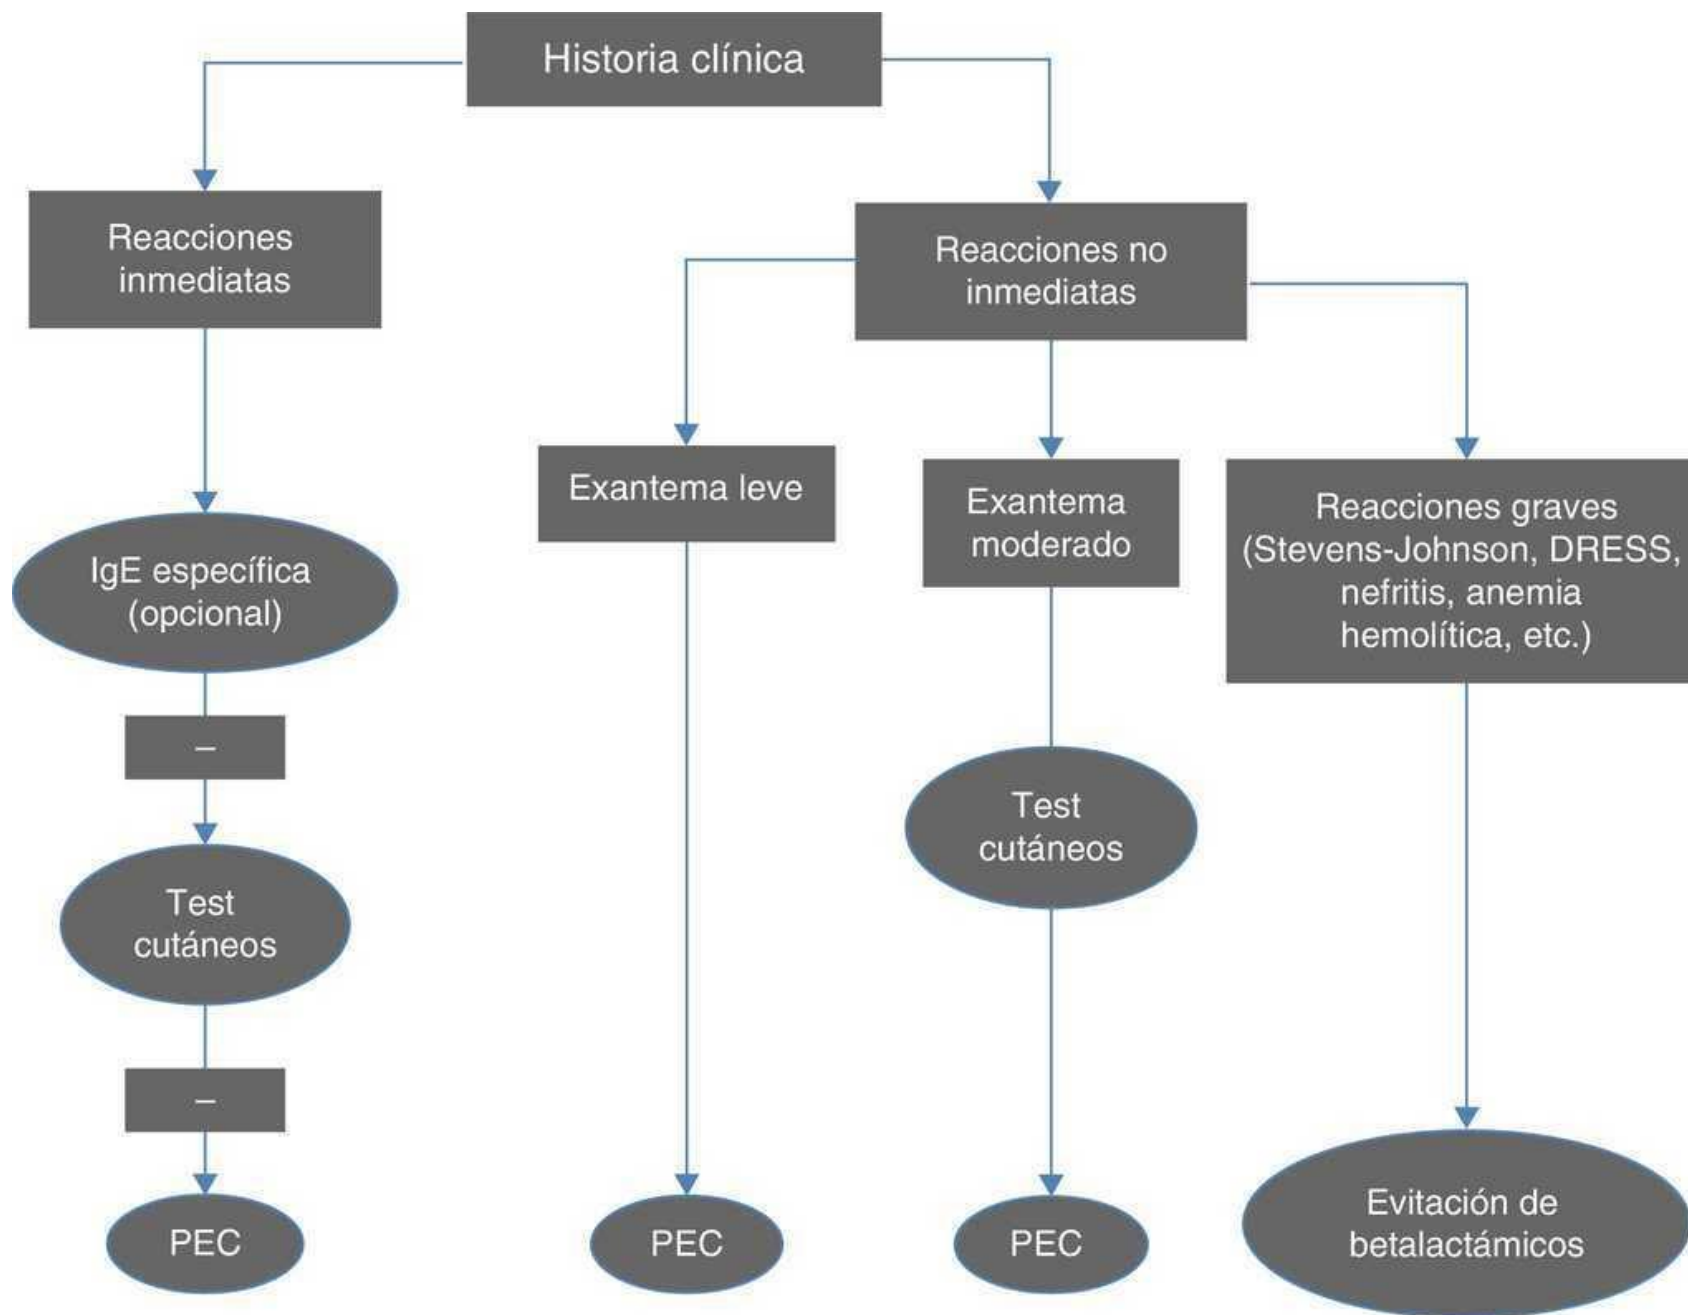 Historia clínica
Reacciones
inmediatas
IgE específica
(opcional)
–
Test
cutáneos
–
PEC
Reacciones no
inmediatas
Exantema leve
PEC
Exantema
moderado
Test
cutáneos
PEC
Reacciones graves
(Stevens-Johnson, DRESS,
nefritis, anemia
hemolítica, etc.)
Evitación de
betalactámicos